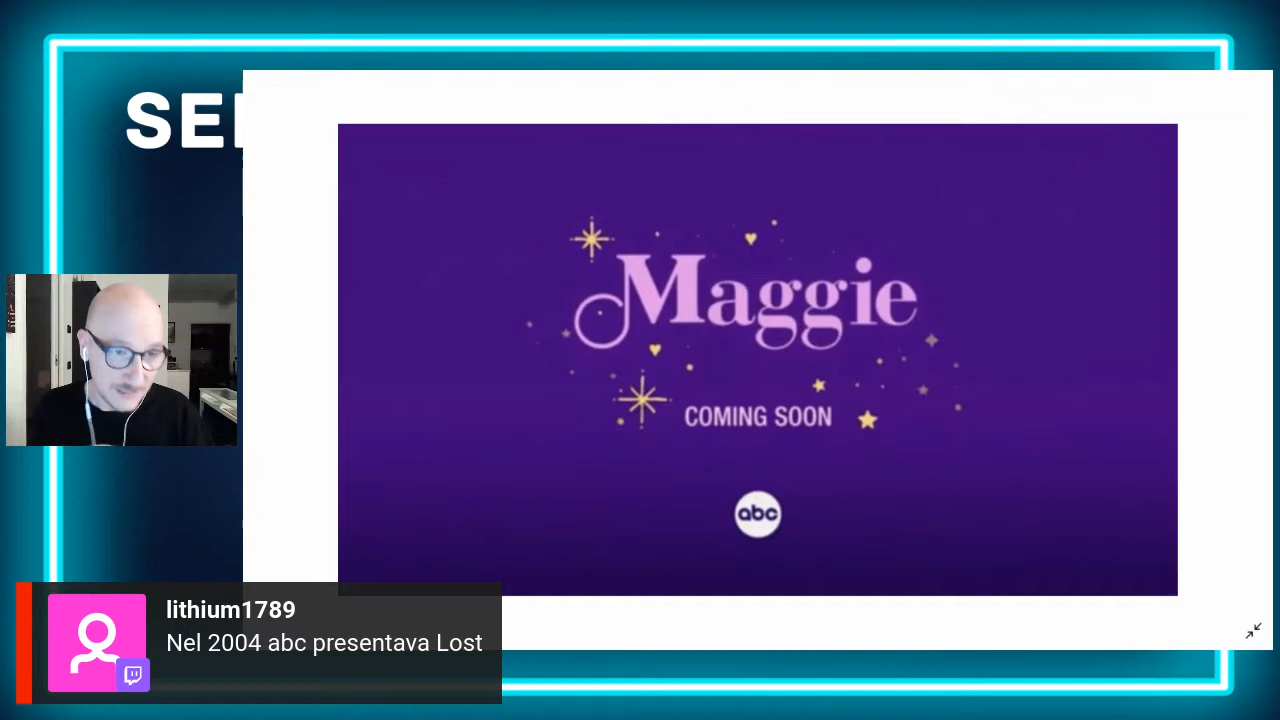 SE
Maggie
COMING SOON
abc
lithium1789
Nel 2004 abc presentava Lost